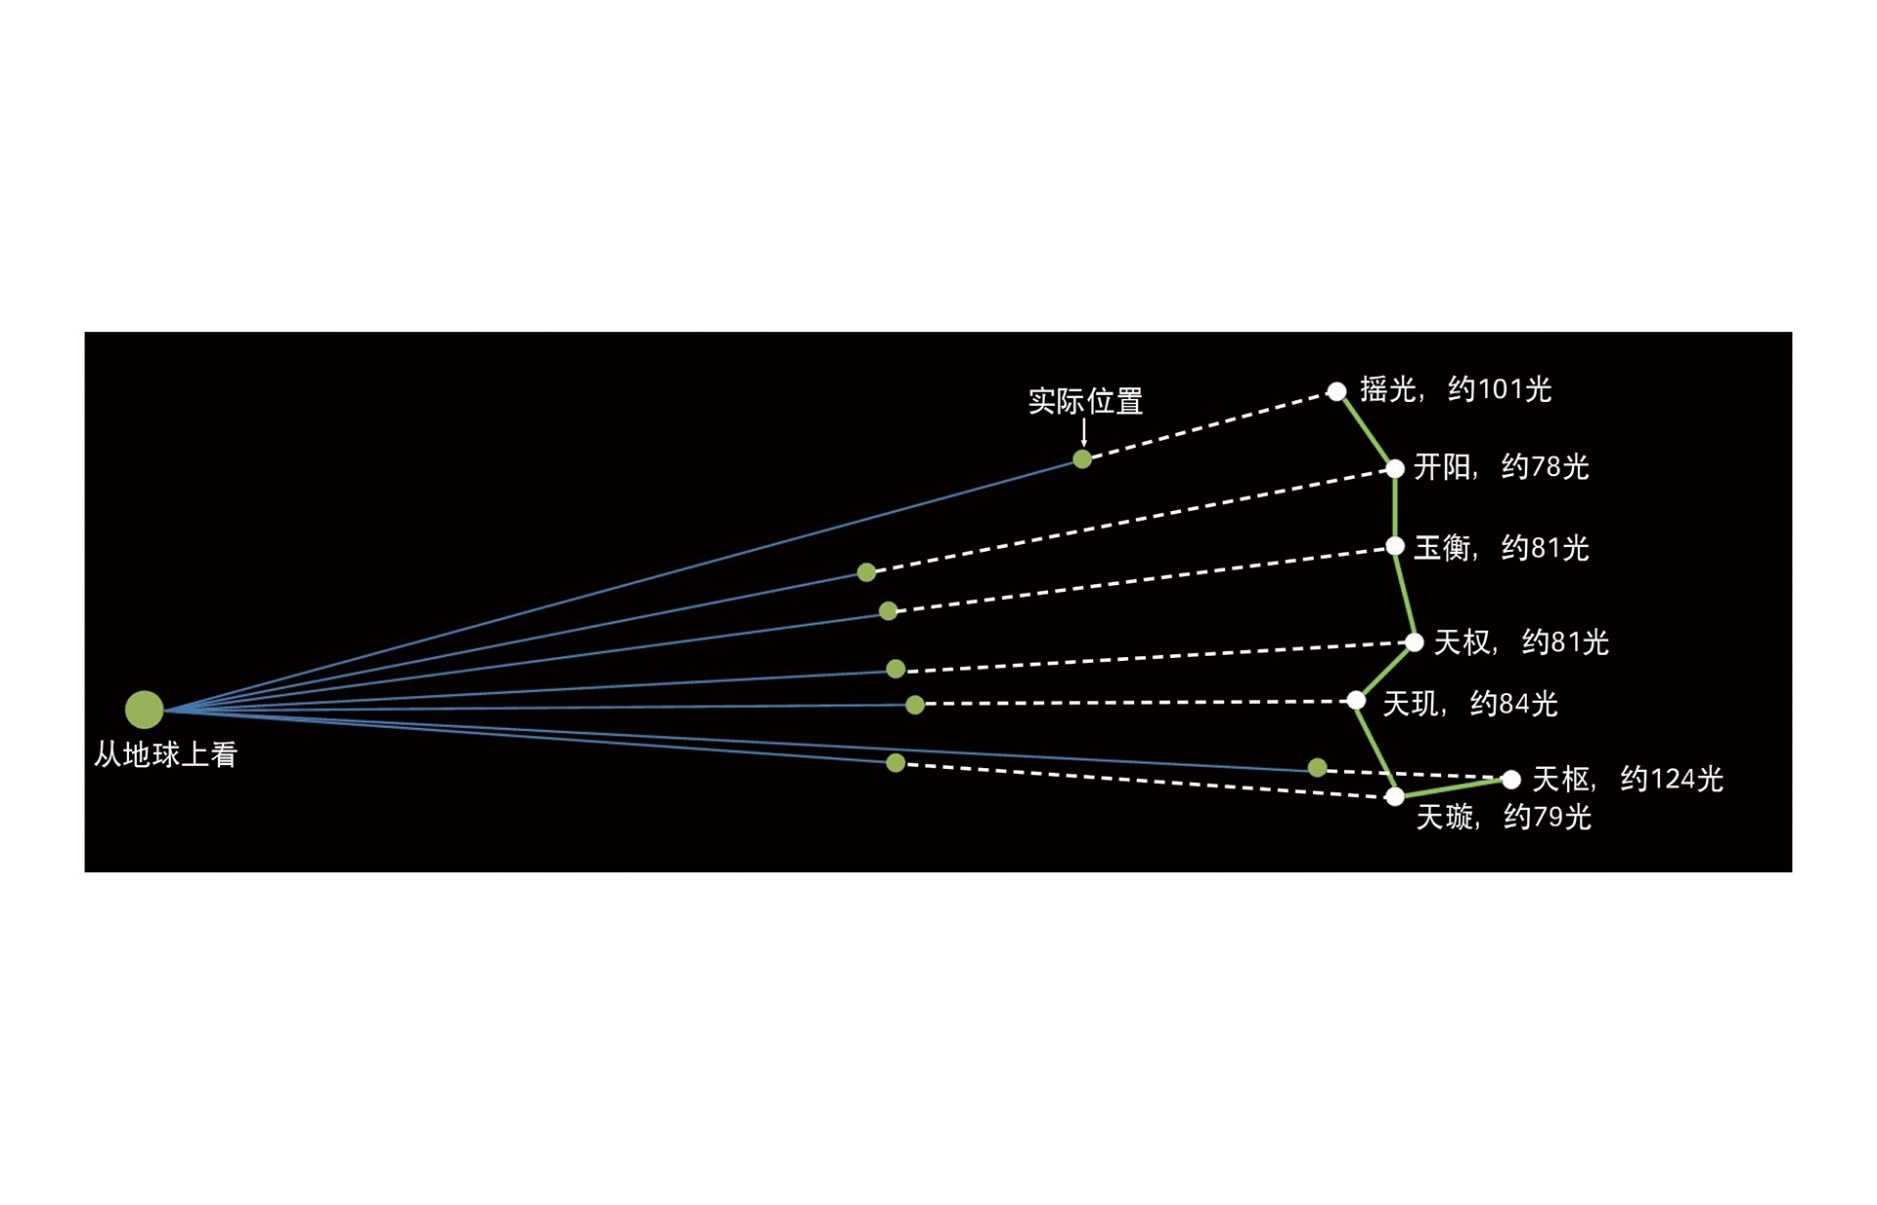 实际位置
摇光，约101光
开阳，约78光
玉衡，约81光
天权，约81光
天玑，约84光
从地球上看
天枢，约124光
天璇，约79光